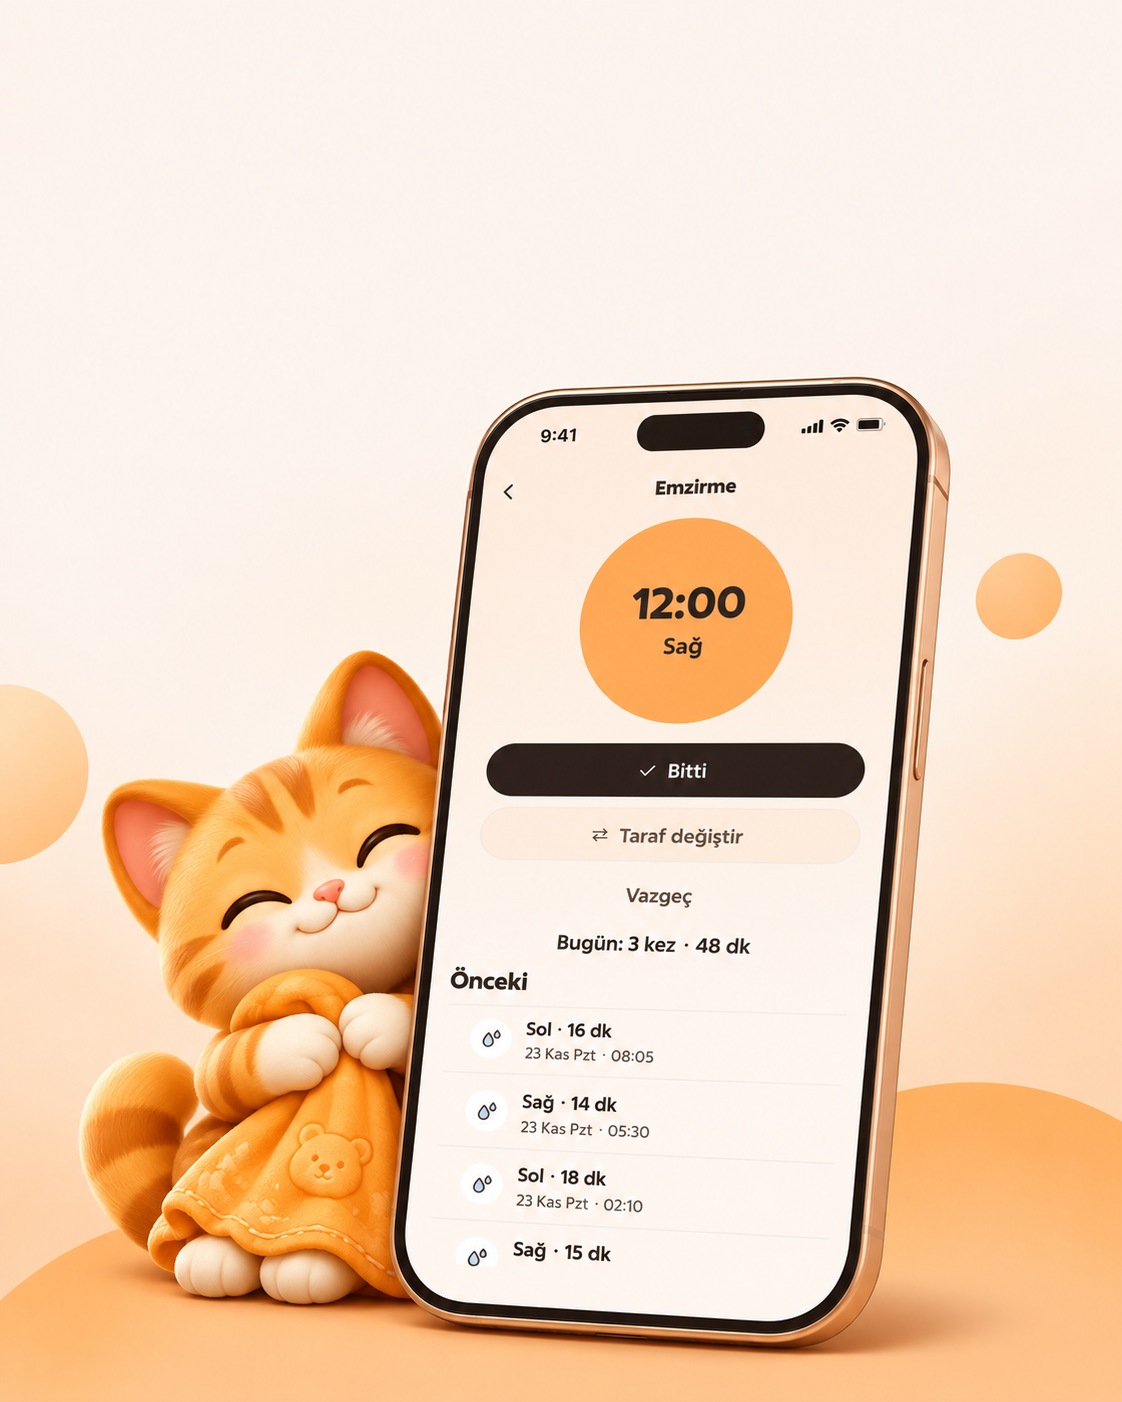 9:41
Emzirme
12:00
Sağ
Bitti
Taraf değiştir
Vazgeç
Bugün: 3 kez · 48 dk
Önceki
Sol · 16 dk
23 Kas Pzt · 08:05
Sağ · 14 dk
23 Kas Pzt · 05:30
Sol · 18 dk
23 Kas Pzt · 02:10
Sağ · 15 dk